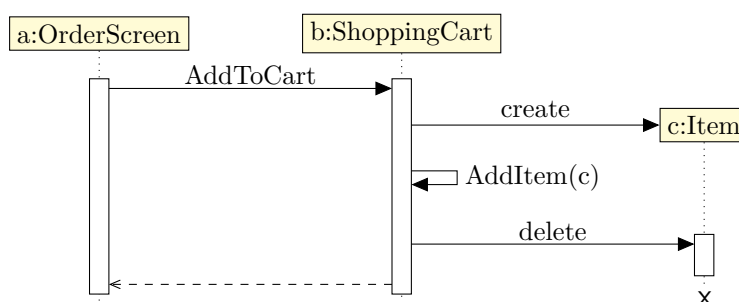 a:OrderScreen
b:ShoppingCart
AddToCart
create
c:Item
AddItem(c)
delete
x